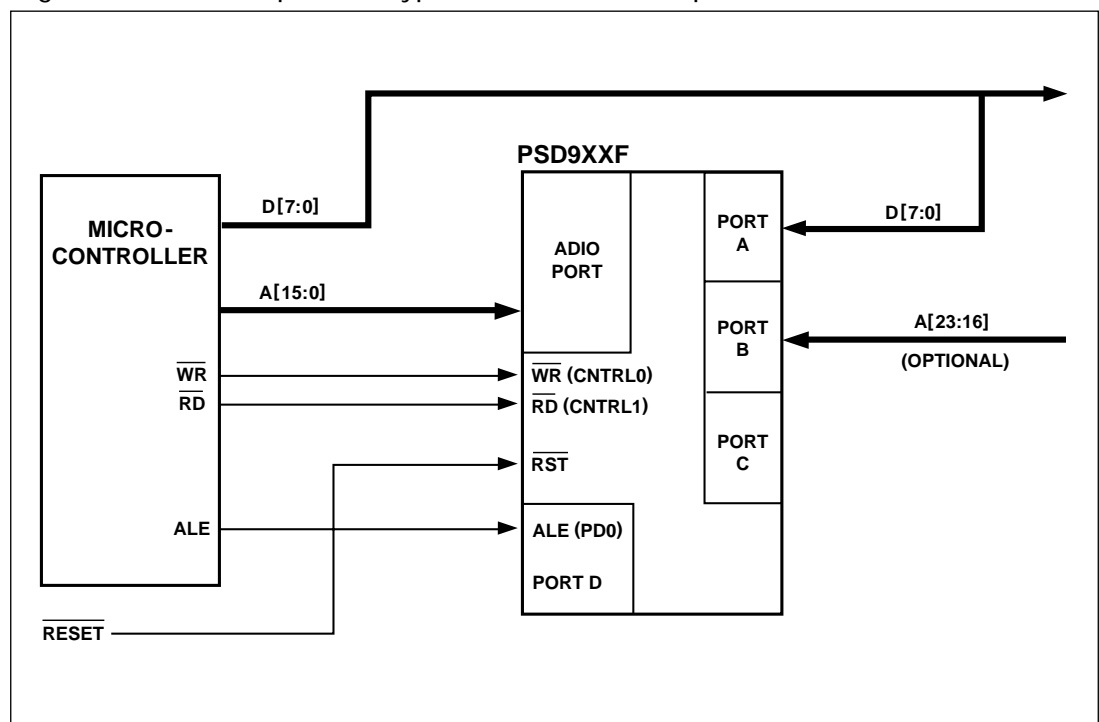 PSD9XXF
MICRO-
CONTROLLER
D[7:0]
A[15:0]
WR
RD
ALE
RESET
ADIO
PORT
WR (CNTRL0)
RD (CNTRL1)
RST
ALE (PD0)
PORT D
PORT
A
PORT
B
PORT
C
D[7:0]
A[23:16]
(OPTIONAL)